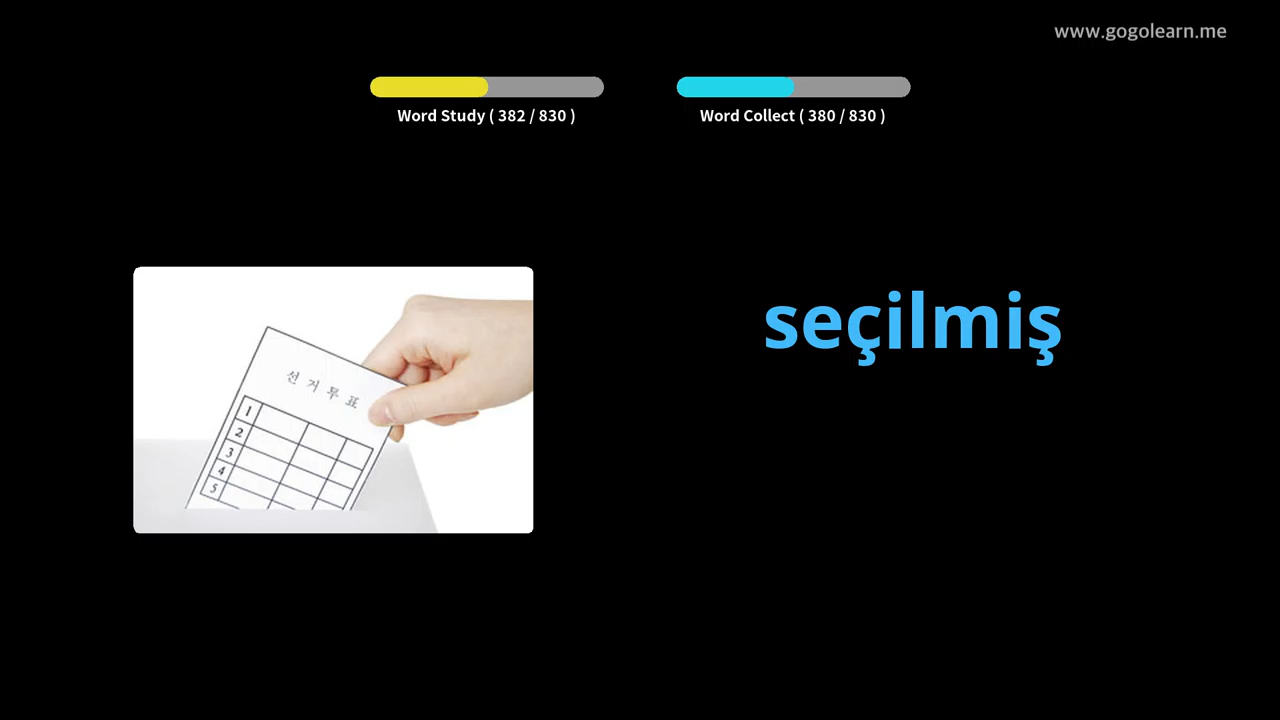 www.gogolearn.me
Word Study ( 382 / 830 )
Word Collect ( 380 / 830 )
seçilmiş
선거투표
1
2
3
4
5